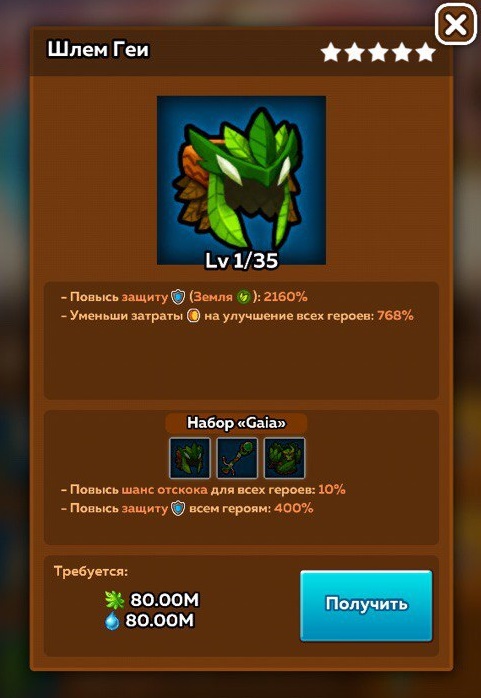 Шлем Геи
Lv 1/35
- Повысь защиту (Земля): 2160%
- Уменьши затраты на улучшение всех героев: 768%
Набор «Gaia»
- Повысь шанс отскока для всех героев: 10%
- Повысь защиту всем героям: 400%
Требуется:
80.00M
80.00M
Получить